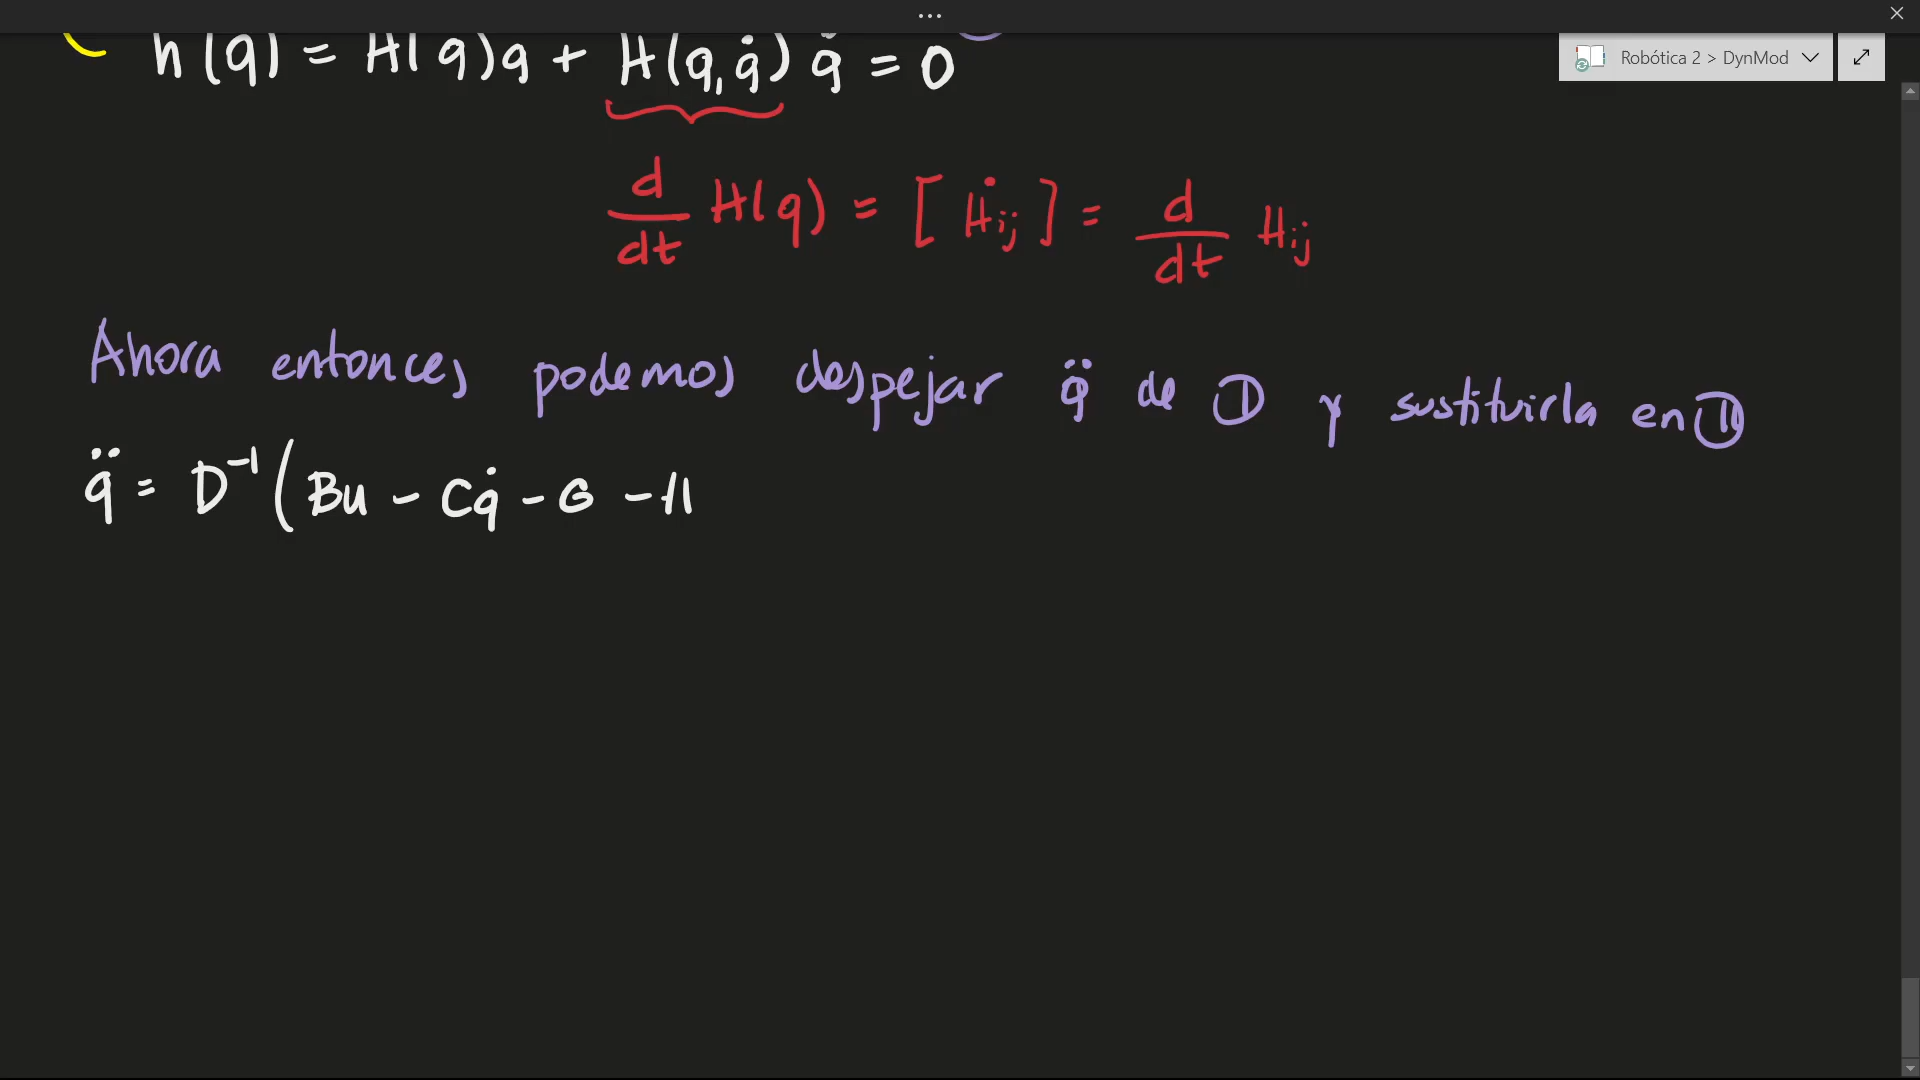 Robótica 2 > DynMod
h(q) = H(q)q + H(q,q̇) q̇ = 0
d/dt H(q) = [Ḣij] = d/dt Hij
Ahora entonces podemos despejar q̈ de Ⓘ y sustituirla en Ⅱ
q̈ = D⁻¹(Bu - Cq̇ - G -